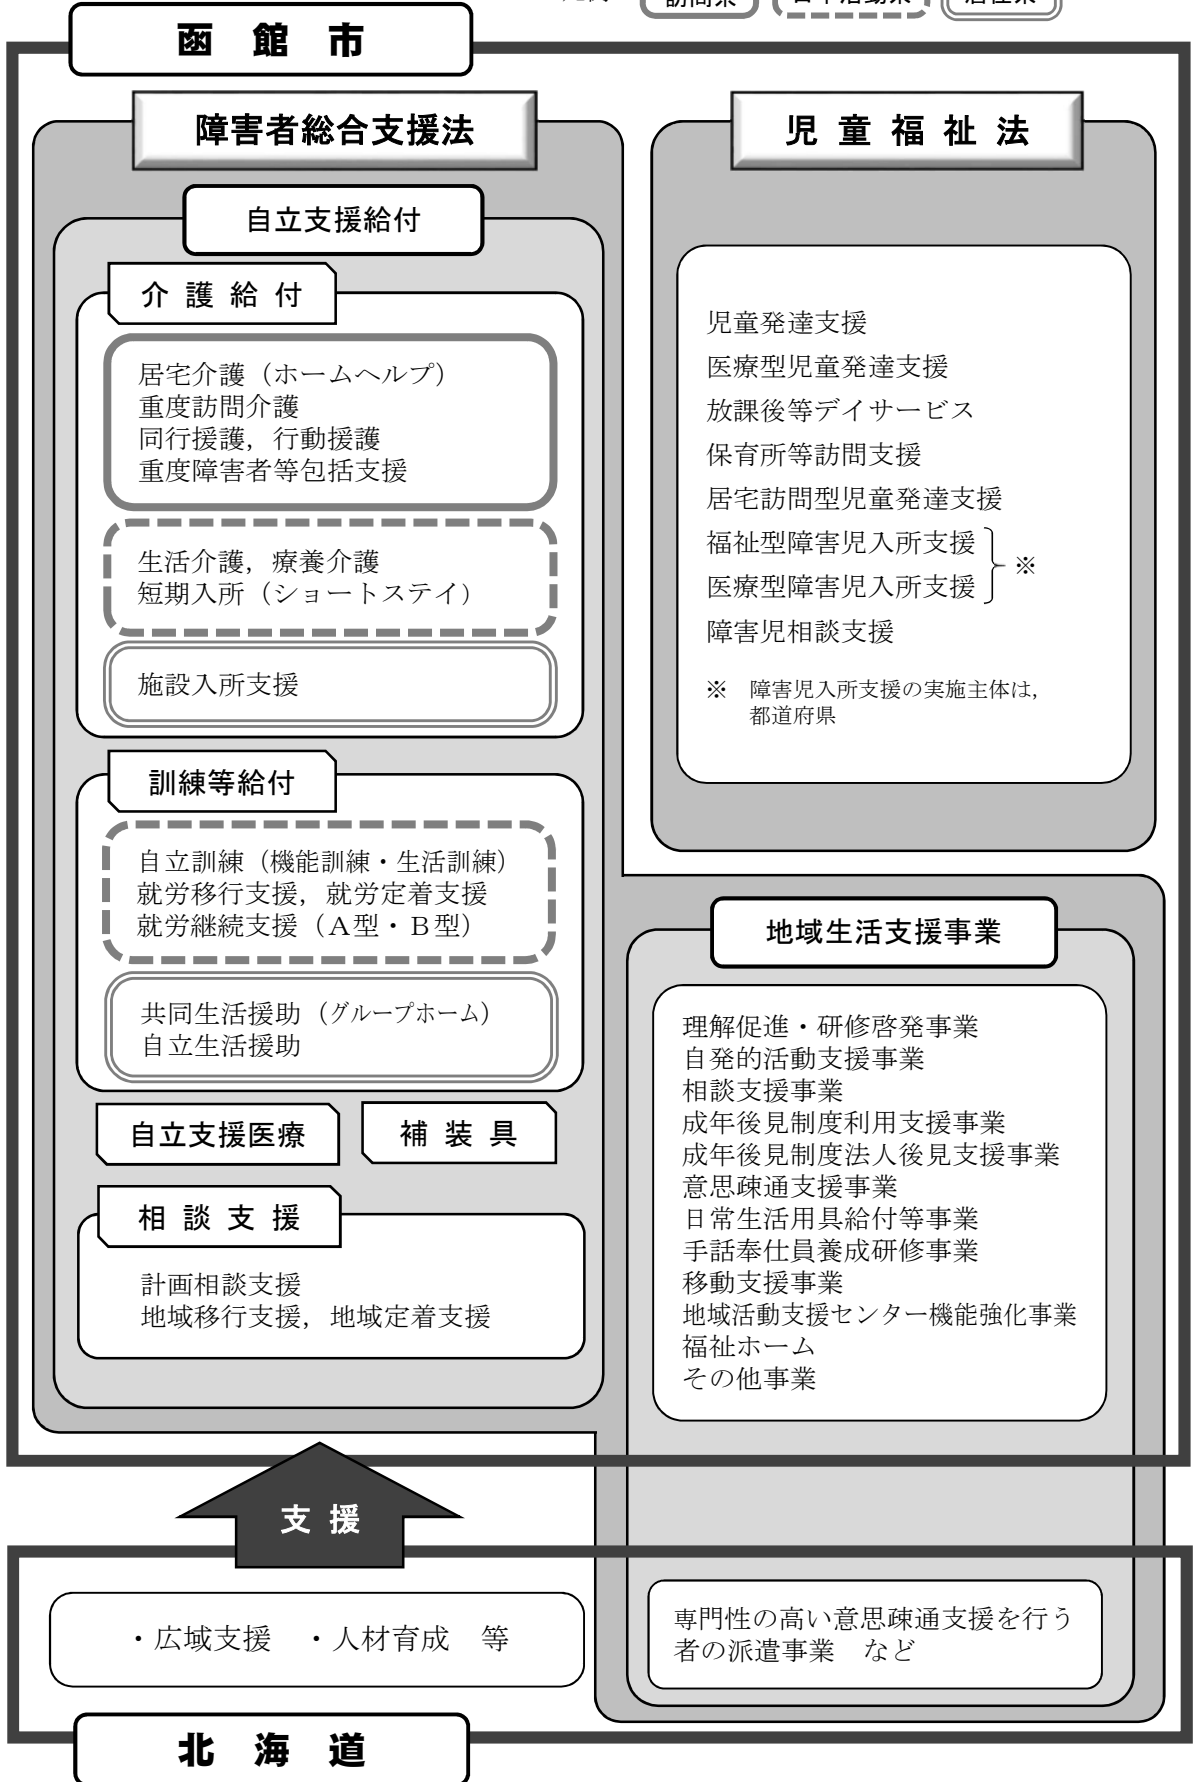 函館市
障害者総合支援法
自立支援給付
介護給付
居宅介護（ホームヘルプ）
重度訪問介護
同行援護，行動援護
重度障害者等包括支援
生活介護，療養介護
短期入所（ショートステイ）
施設入所支援
訓練等給付
自立訓練（機能訓練・生活訓練）
就労移行支援，就労定着支援
就労継続支援（Ａ型・Ｂ型）
共同生活援助（グループホーム）
自立生活援助
自立支援医療
補装具
相談支援
計画相談支援
地域移行支援，地域定着支援
児童福祉法
児童発達支援
医療型児童発達支援
放課後等デイサービス
保育所等訪問支援
居宅訪問型児童発達支援
福祉型障害児入所支援
医療型障害児入所支援
※
障害児相談支援
※　障害児入所支援の実施主体は，
都道府県
地域生活支援事業
理解促進・研修啓発事業
自発的活動支援事業
相談支援事業
成年後見制度利用支援事業
成年後見制度法人後見支援事業
意思疎通支援事業
日常生活用具給付等事業
手話奉仕員養成研修事業
移動支援事業
地域活動支援センター機能強化事業
福祉ホーム
その他事業
支援
・広域支援　・人材育成　等
専門性の高い意思疎通支援を行う
者の派遣事業　など
北海道